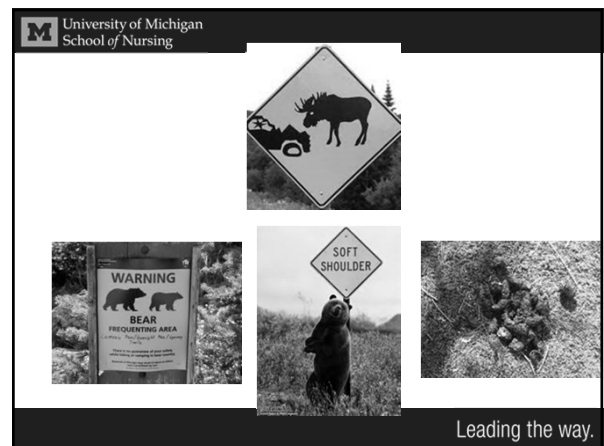 University of Michigan
School of Nursing
WARNING
BEAR
FREQUENTING AREA
SOFT
SHOULDER
Leading the way.